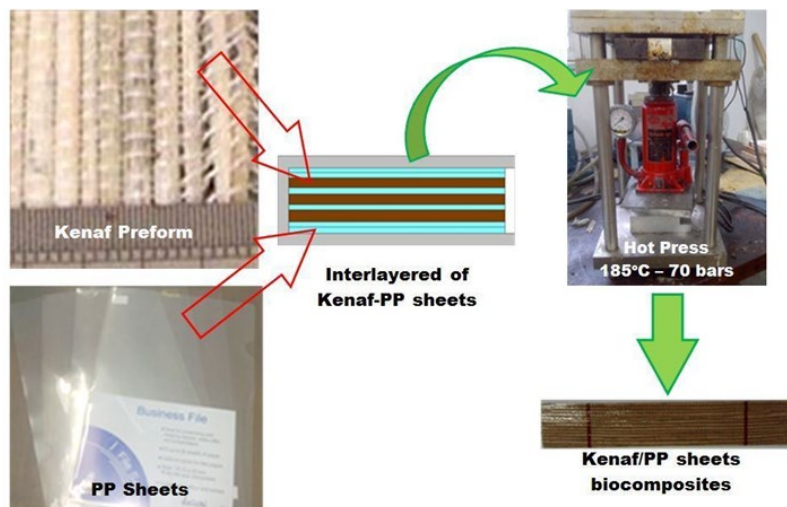 Kenaf Preform
Interlayered of
Kenaf-PP sheets
Hot Press
185°C – 70 bars
Business File
PP Sheets
Kenaf/PP sheets
biocomposites